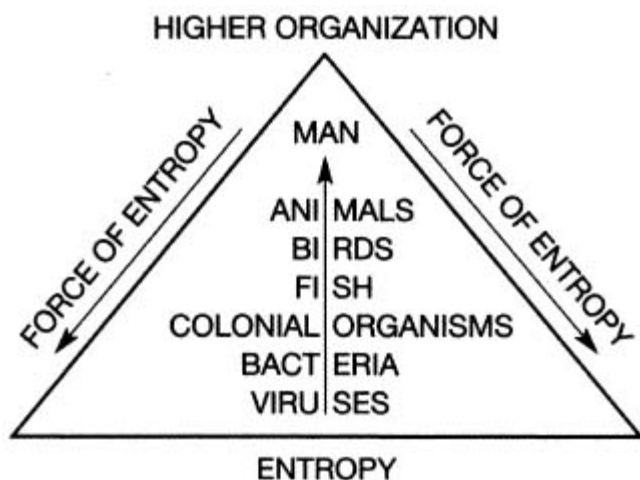 HIGHER ORGANIZATION
FORCE OF ENTROPY
FORCE OF ENTROPY
MAN
ANIMALS
BIRDS
FISH
COLONIAL ORGANISMS
BACTERIA
VIRUSES
ENTROPY